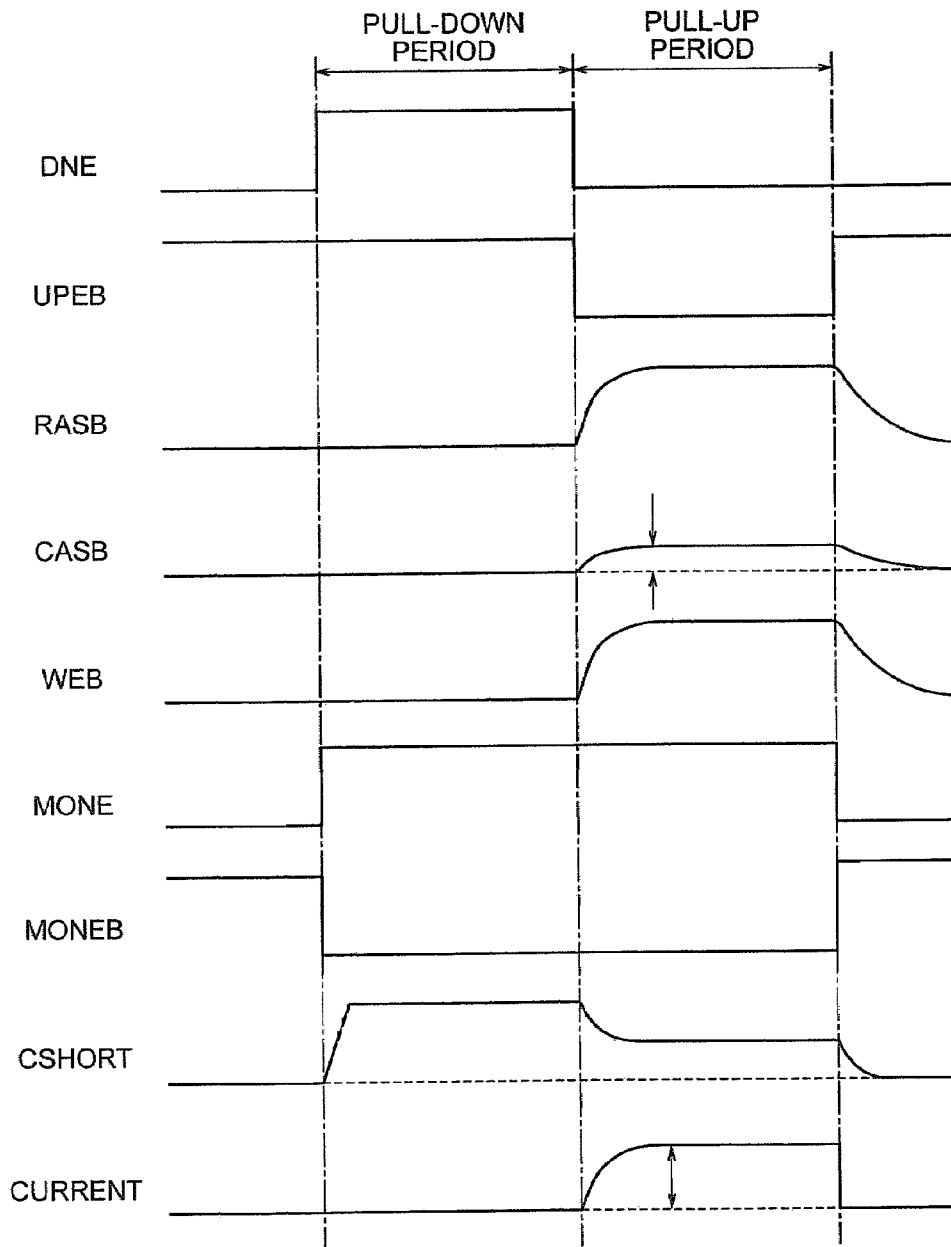 PULL-DOWN
PERIOD
PULL-UP
PERIOD
DNE
UPEB
RASB
CASB
WEB
MONE
MONEB
CSHORT
CURRENT